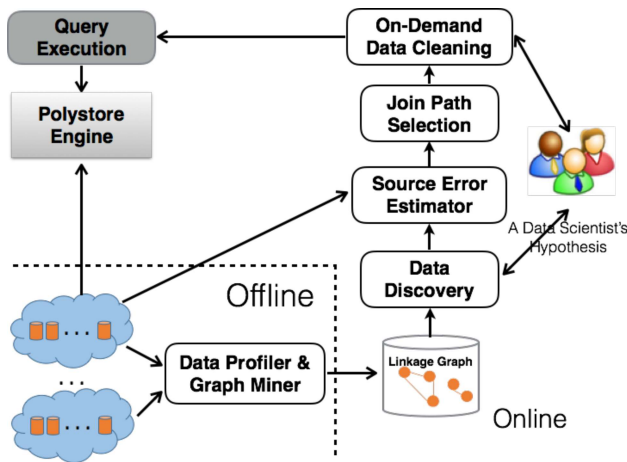 Query
Execution
On-Demand
Data Cleaning
Polystore
Engine
Join Path
Selection
Source Error
Estimator
A Data Scientist's
Hypothesis
Data
Discovery
Offline
Data Profiler &
Graph Miner
Linkage Graph
Online
...
...
...